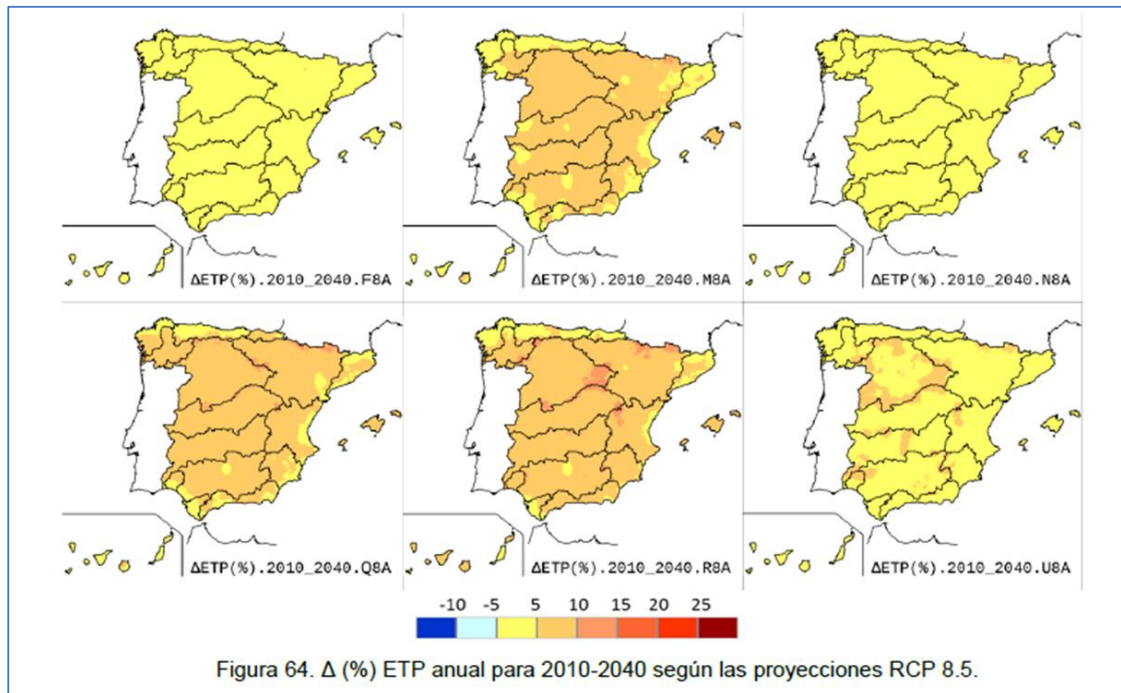 ΔETP(%).2010_2040.F8A
ΔETP(%).2010_2040.M8A
ΔETP(%).2010_2040.N8A
ΔETP(%).2010_2040.Q8A
ΔETP(%).2010_2040.R8A
ΔETP(%).2010_2040.U8A
-10 -5 5 10 15 20 25
Figura 64. Δ (%) ETP anual para 2010-2040 según las proyecciones RCP 8.5.